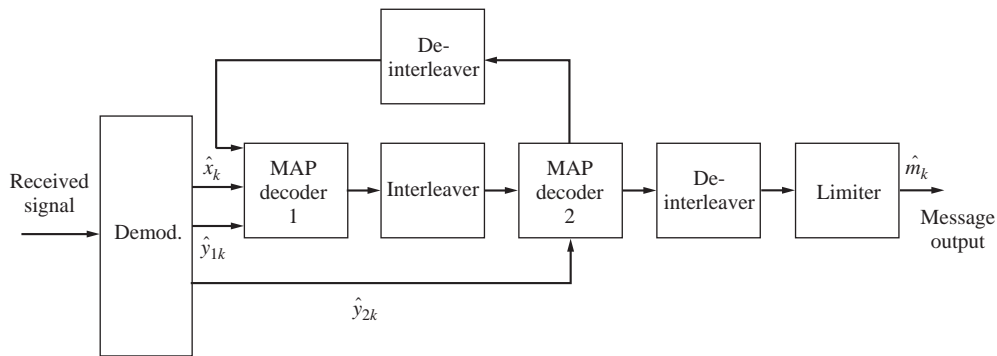 De-
interleaver
Received
signal
Demod.
x̂ₖ
ŷ₁ₖ
MAP
decoder
1
Interleaver
MAP
decoder
2
De-
interleaver
Limiter
m̂ₖ
Message
output
ŷ₂ₖ